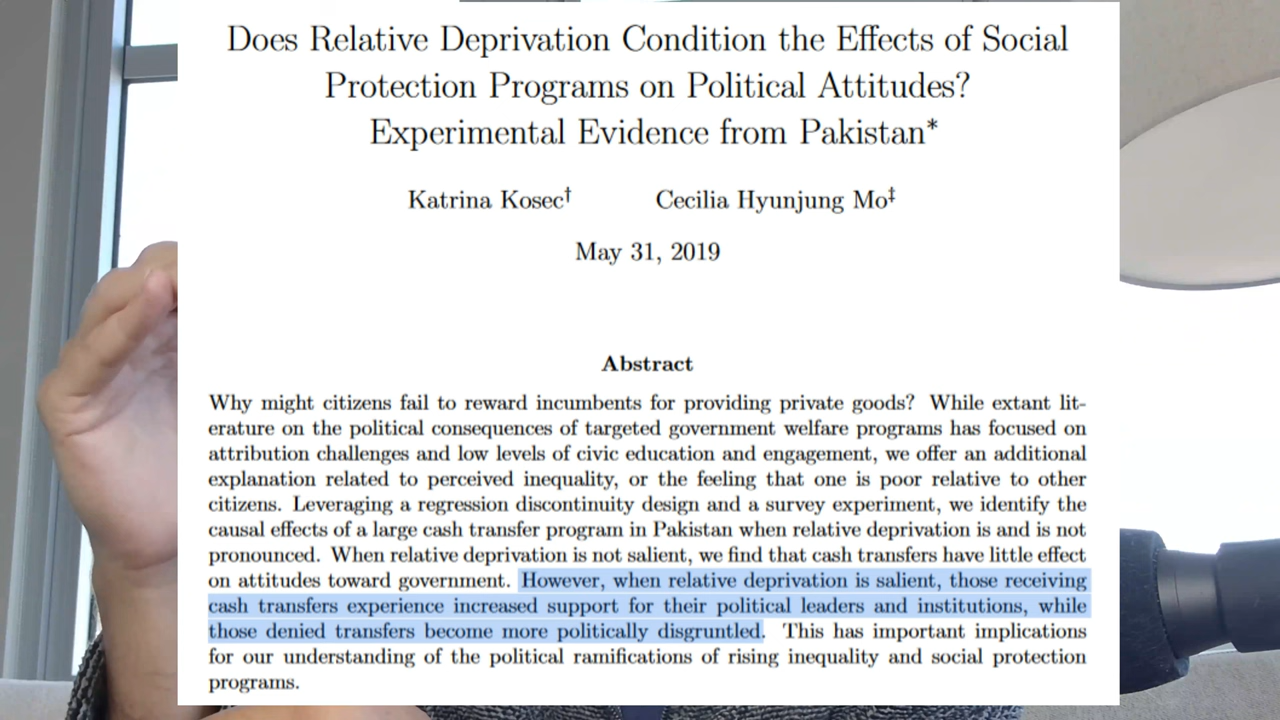 Does Relative Deprivation Condition the Effects of Social
Protection Programs on Political Attitudes?
Experimental Evidence from Pakistan*
Katrina Kosec† Cecilia Hyunjung Mo‡
May 31, 2019
Abstract
Why might citizens fail to reward incumbents for providing private goods? While extant lit-
erature on the political consequences of targeted government welfare programs has focused on
attribution challenges and low levels of civic education and engagement, we offer an additional
explanation related to perceived inequality, or the feeling that one is poor relative to other
citizens. Leveraging a regression discontinuity design and a survey experiment, we identify the
causal effects of a large cash transfer program in Pakistan when relative deprivation is and is not
pronounced. When relative deprivation is not salient, we find that cash transfers have little effect
on attitudes toward government. However, when relative deprivation is salient, those receiving
cash transfers experience increased support for their political leaders and institutions, while
those denied transfers become more politically disgruntled. This has important implications
for our understanding of the political ramifications of rising inequality and social protection
programs.